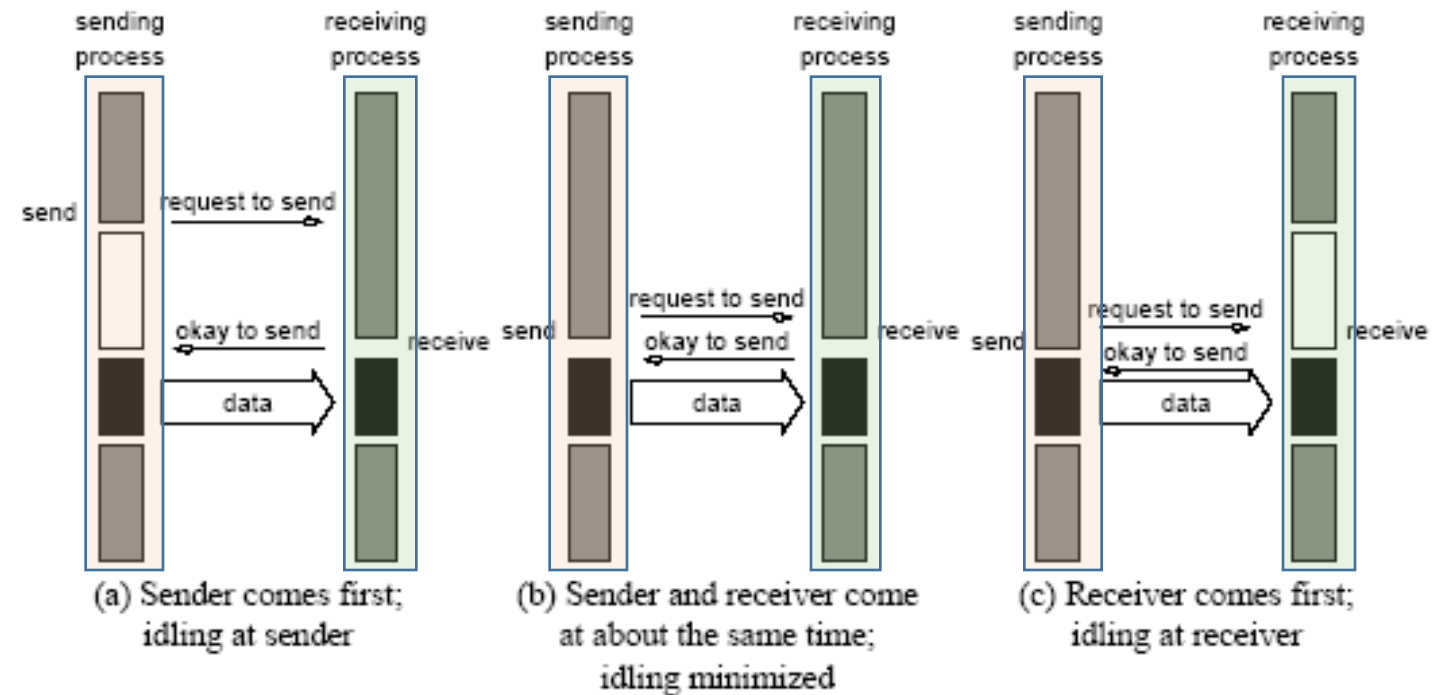 sending
process
receiving
process
send
request to send
okay to send
receive
data
(a) Sender comes first;
idling at sender
sending
process
receiving
process
request to send
send
okay to send
receive
data
(b) Sender and receiver come
at about the same time;
idling minimized
sending
process
receiving
process
request to send
send
okay to send
receive
data
(c) Receiver comes first;
idling at receiver